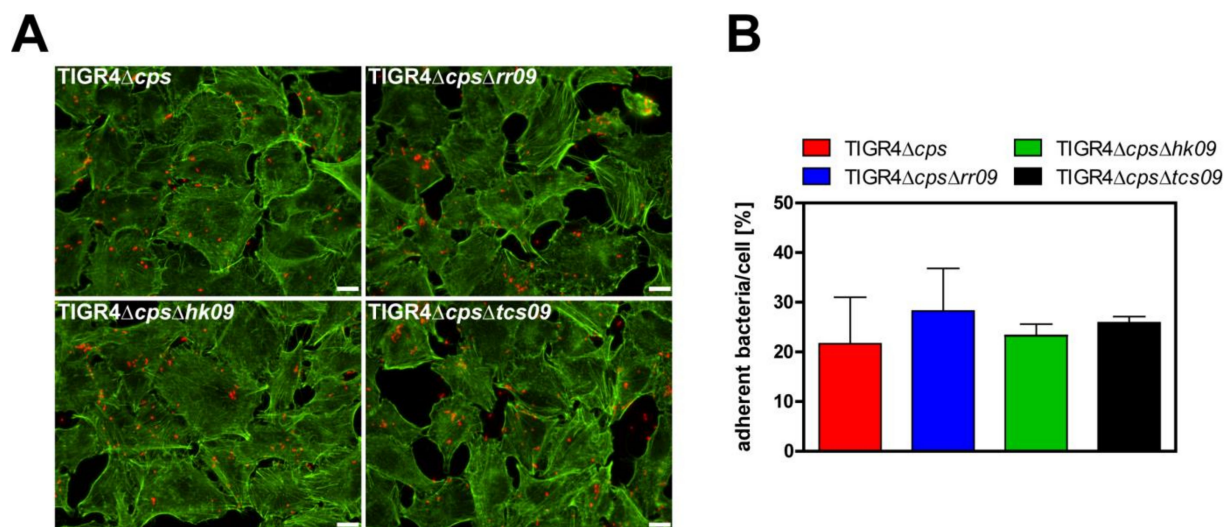 A
B
TIGR4Δcps
TIGR4ΔcpsΔrr09
TIGR4ΔcpsΔhk09
TIGR4ΔcpsΔtcs09
TIGR4Δcps
TIGR4ΔcpsΔhk09
TIGR4ΔcpsΔrr09
TIGR4ΔcpsΔtcs09
adherent bacteria/cell [%]
50
40
30
20
10
0